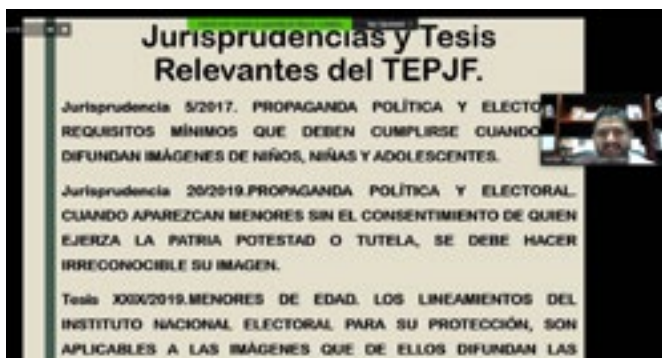 Jurisprudencias y Tesis
Relevantes del TEPJF.
Jurisprudencia 5/2017. PROPAGANDA POLÍTICA Y ELECTO
REQUISITOS MÍNIMOS QUE DEBEN CUMPLIRSE CUANDO
DIFUNDAN IMÁGENES DE NIÑOS, NIÑAS Y ADOLESCENTES.
Jurisprudencia 20/2019.PROPAGANDA POLÍTICA Y ELECTORAL.
CUANDO APAREZCAN MENORES SIN EL CONSENTIMIENTO DE QUIEN
EJERZA LA PATRIA POTESTAD O TUTELA, SE DEBE HACER
IRRECONOCIBLE SU IMAGEN.
Tesis XXIX/2019.MENORES DE EDAD. LOS LINEAMIENTOS DEL
INSTITUTO NACIONAL ELECTORAL PARA SU PROTECCIÓN, SON
APLICABLES A LAS IMÁGENES QUE DE ELLOS DIFUNDAN LAS